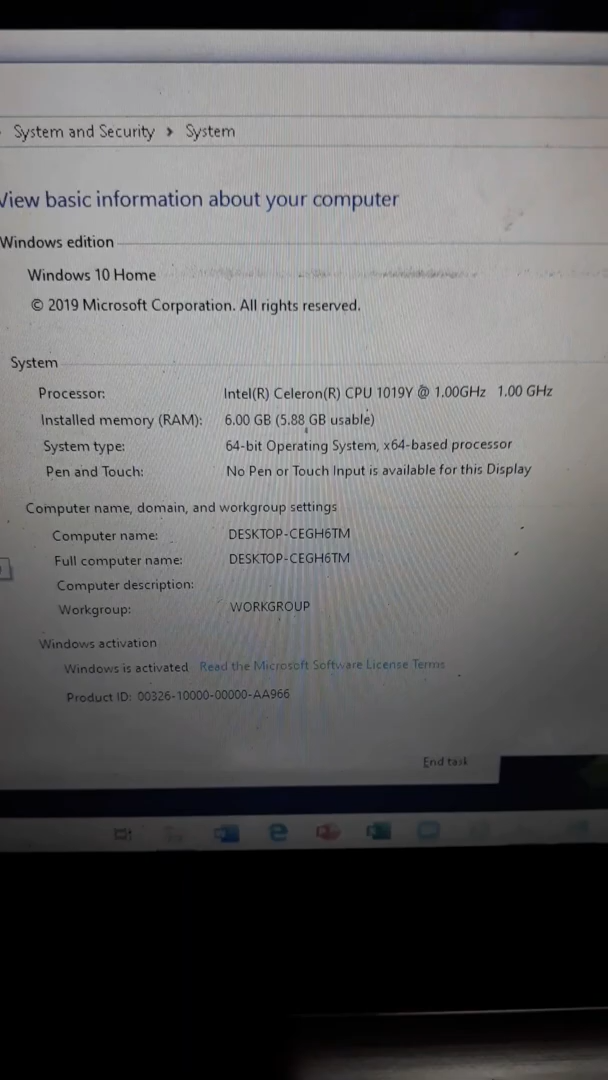 System and Security > System
View basic information about your computer
Windows edition
Windows 10 Home
© 2019 Microsoft Corporation. All rights reserved.
System
Processor: Intel(R) Celeron(R) CPU 1019Y @ 1.00GHz 1.00 GHz
Installed memory (RAM): 6.00 GB (5.88 GB usable)
System type: 64-bit Operating System, x64-based processor
Pen and Touch: No Pen or Touch Input is available for this Display
Computer name, domain, and workgroup settings
Computer name: DESKTOP-CEGH6TM
Full computer name: DESKTOP-CEGH6TM
Computer description:
Workgroup: WORKGROUP
Windows activation
Windows is activated Read the Microsoft Software License Terms
Product ID: 00326-10000-00000-AA966
End task